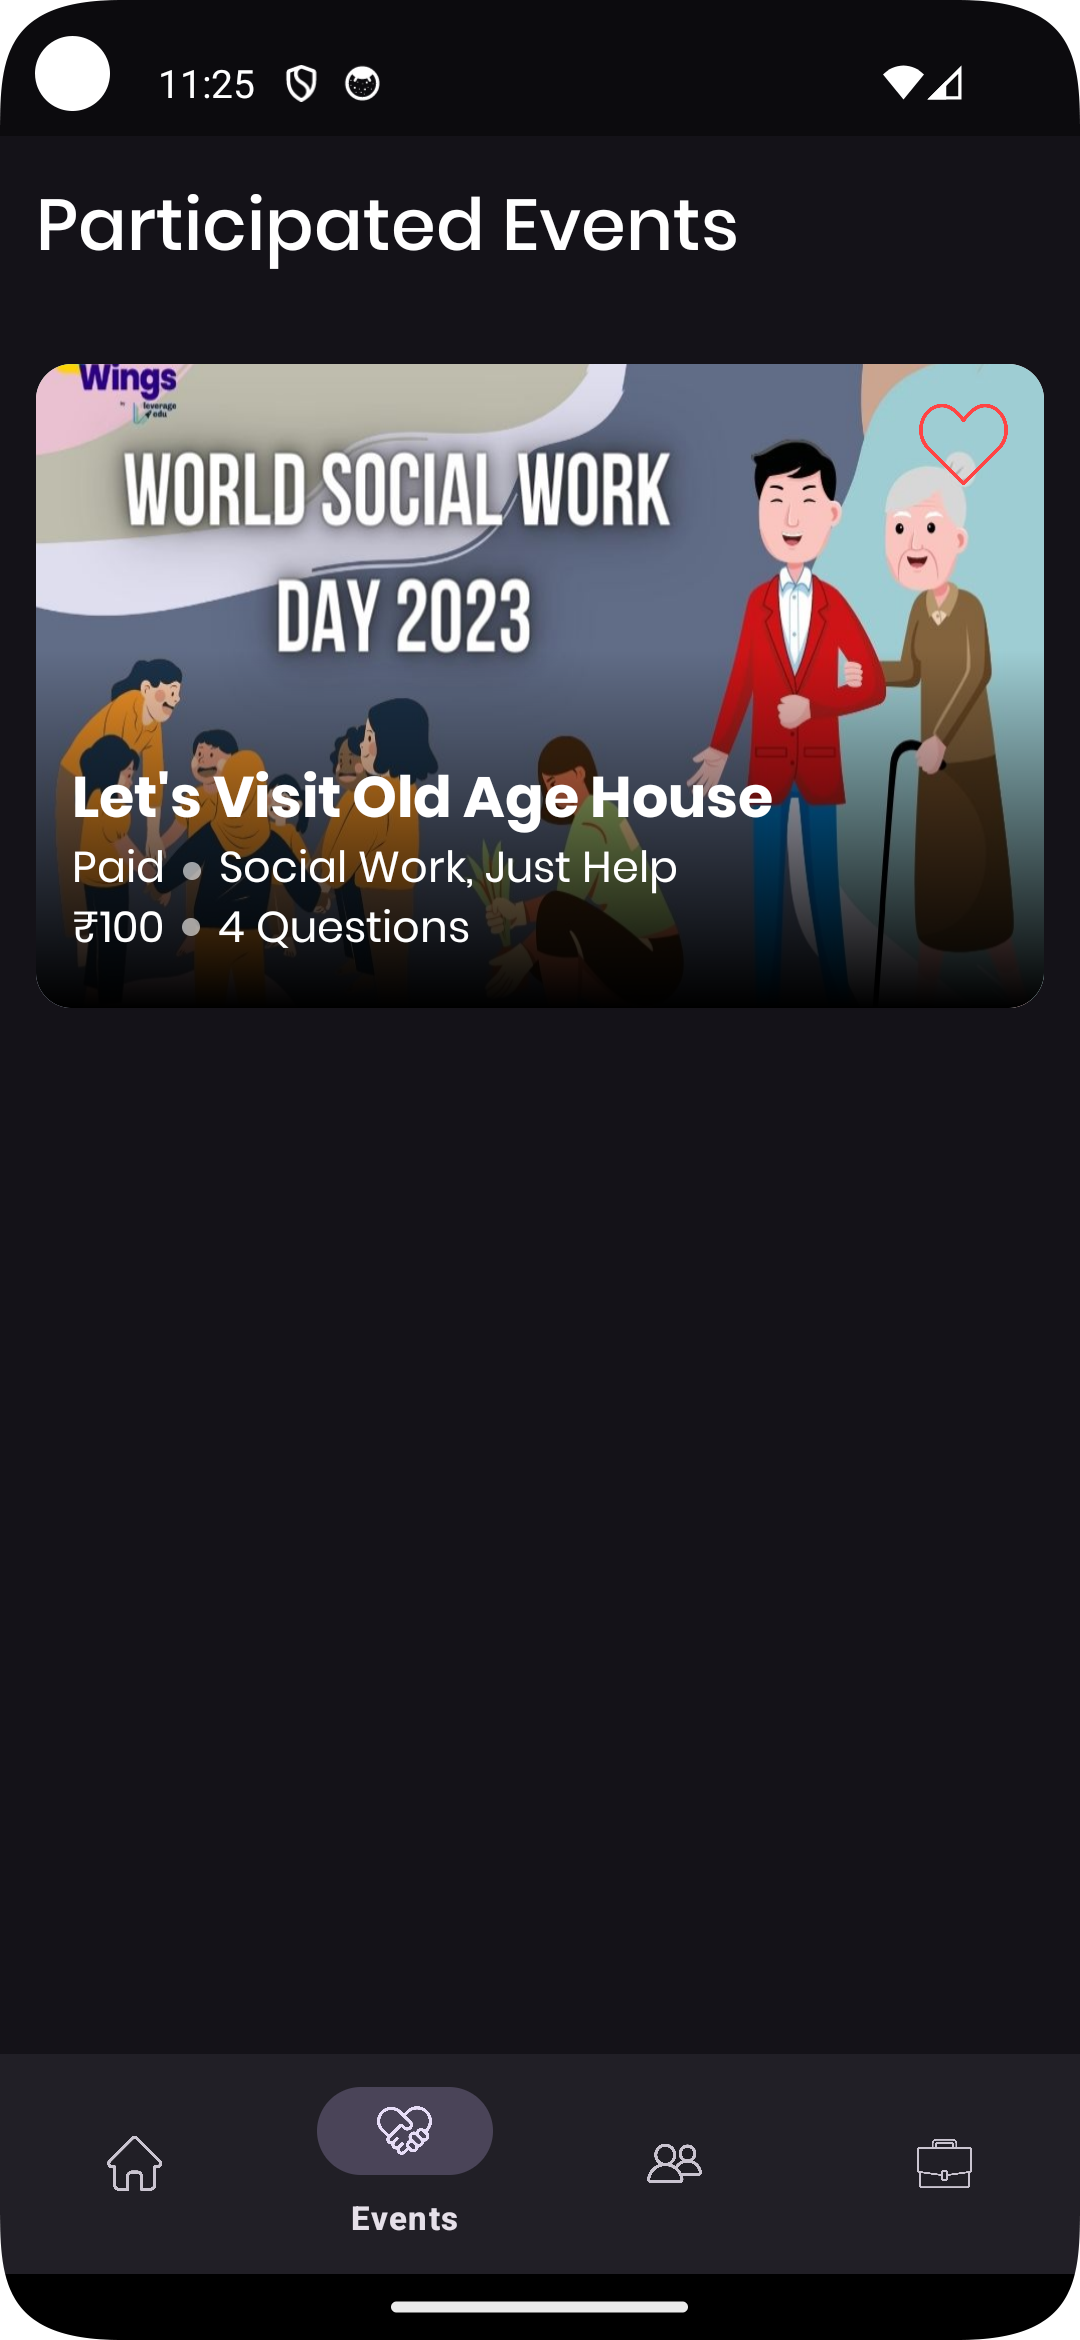 11:25
Participated Events
Wings
by leverage
edu
WORLD SOCIAL WORK
DAY 2023
Let's Visit Old Age House
Paid ● Social Work, Just Help
₹100 ● 4 Questions
Events